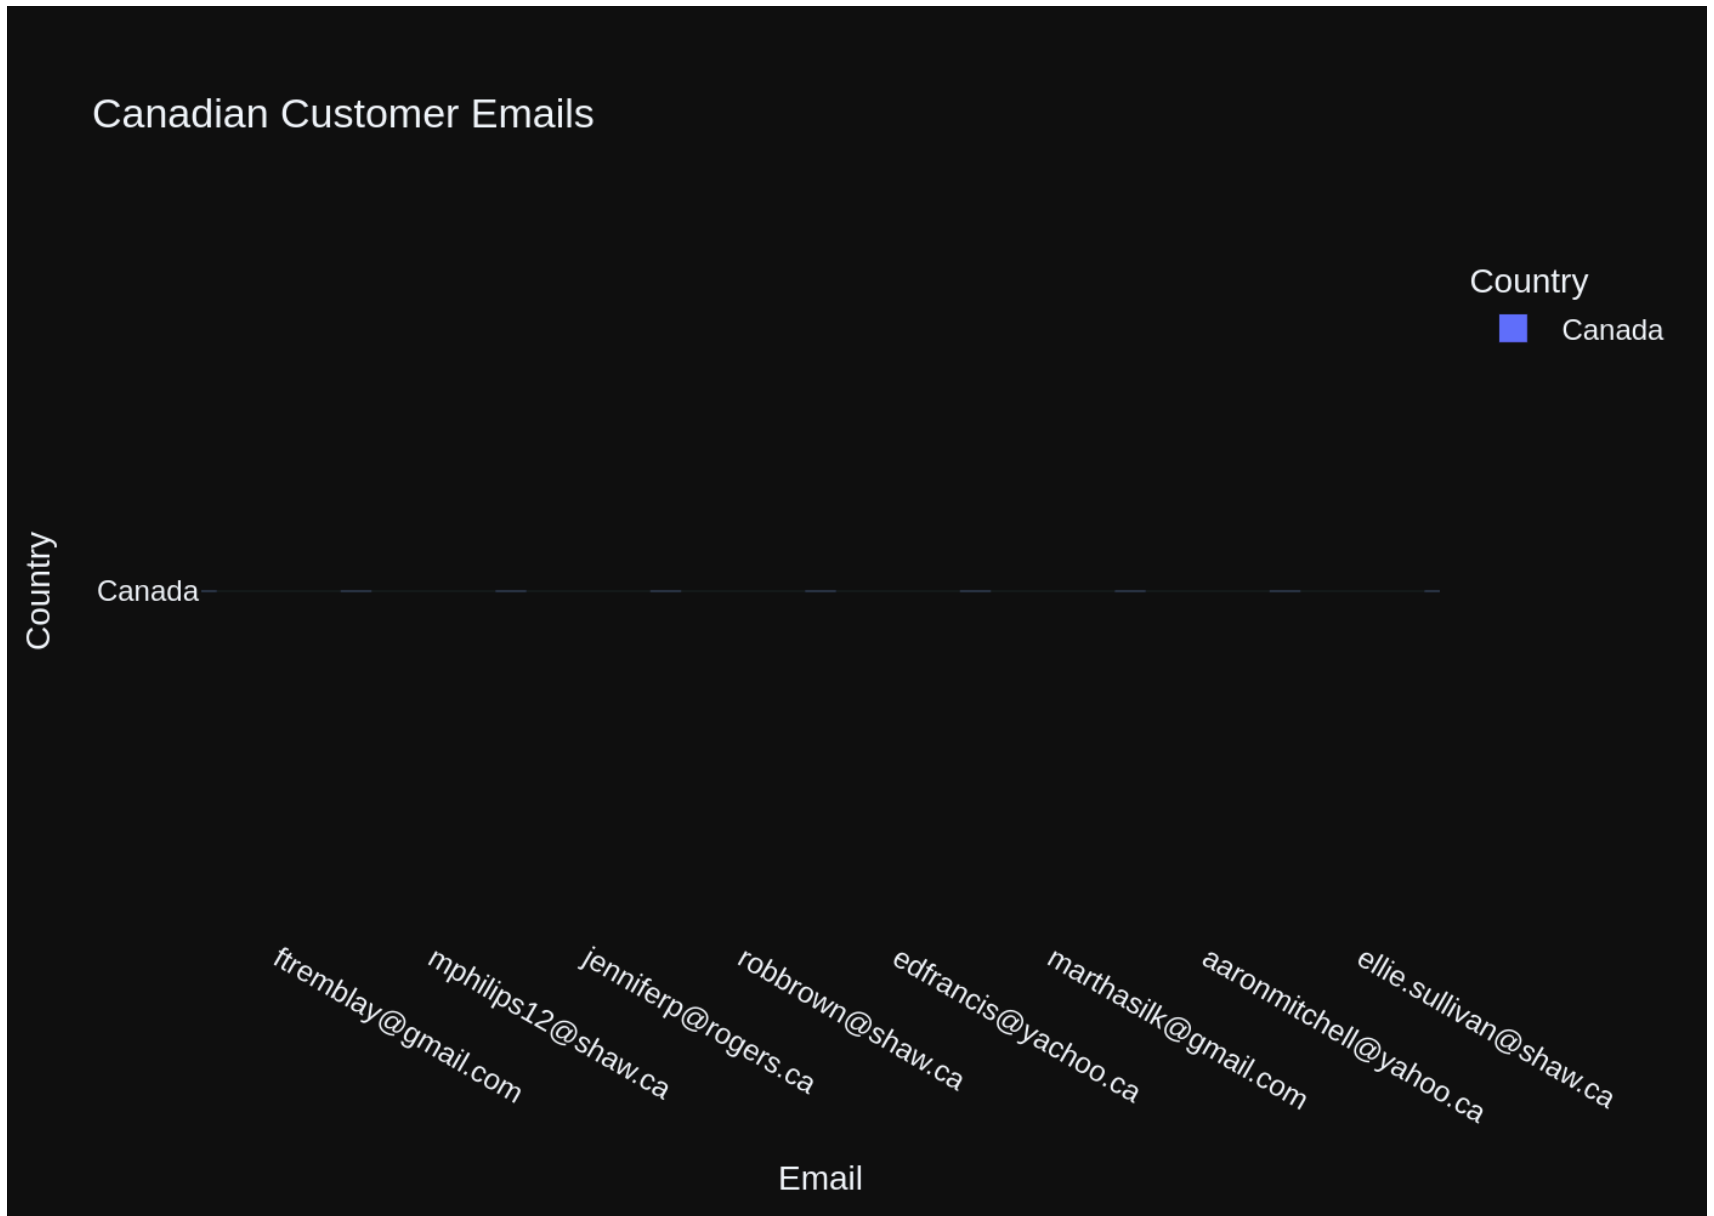 Canadian Customer Emails
Country
Canada
Country
Canada
ftremblay@gmail.com
mphilips12@shaw.ca
jenniferp@rogers.ca
robbrown@shaw.ca
edfrancis@yachoo.ca
marthasilk@gmail.com
aaronmitchell@yahoo.ca
ellie.sullivan@shaw.ca
Email